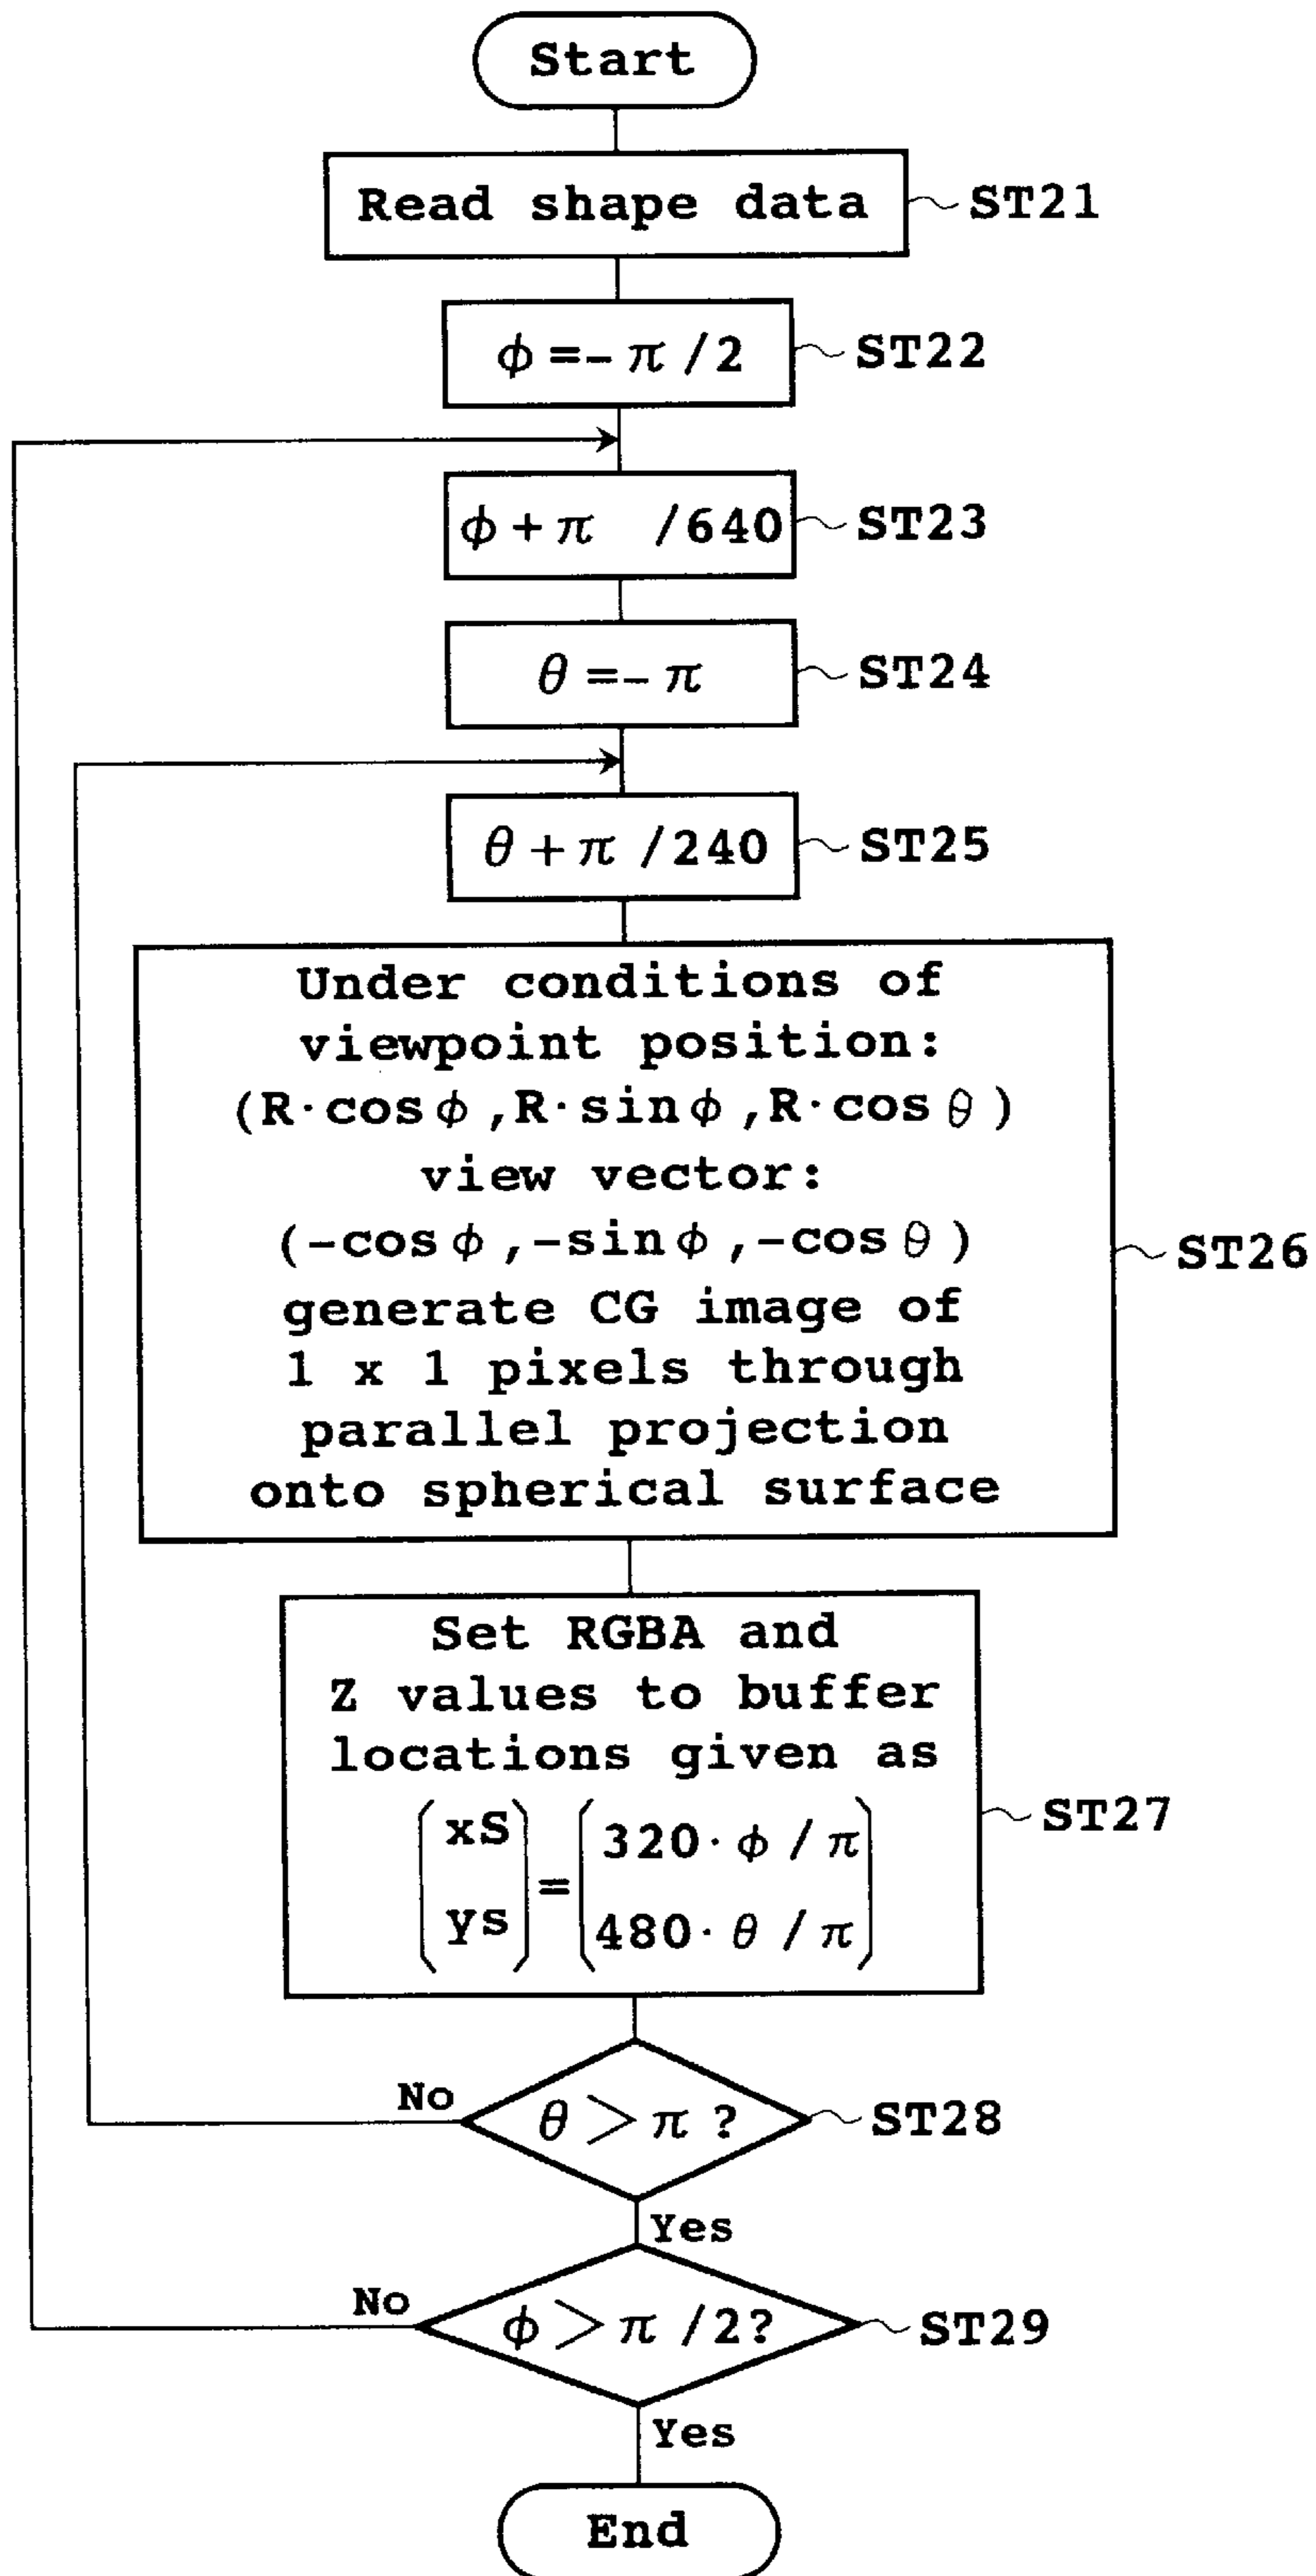 Start
Read shape data
ST21
ϕ=-π/2
ST22
ϕ+π /640
ST23
θ=-π
ST24
θ+π/240
ST25
Under conditions of
viewpoint position:
(R·cosϕ,R·sinϕ,R·cosθ)
view vector:
(-cosϕ,-sinϕ,-cosθ)
generate CG image of
1 x 1 pixels through
parallel projection
onto spherical surface
ST26
Set RGBA and
Z values to buffer
locations given as
(xS ys) = (320·ϕ/π 480·θ/π)
ST27
No
θ>π?
ST28
Yes
No
ϕ>π/2?
ST29
Yes
End